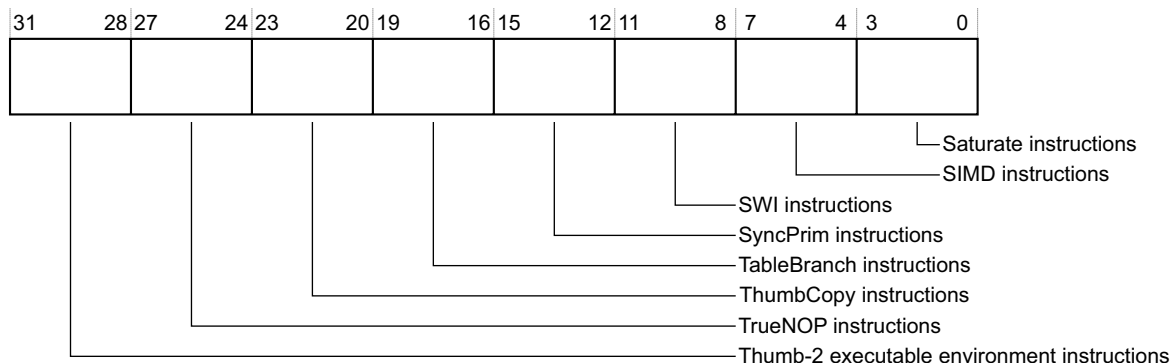 31 28 27 24 23 20 19 16 15 12 11 8 7 4 3 0
Saturate instructions
SIMD instructions
SWI instructions
SyncPrim instructions
TableBranch instructions
ThumbCopy instructions
TrueNOP instructions
Thumb-2 executable environment instructions